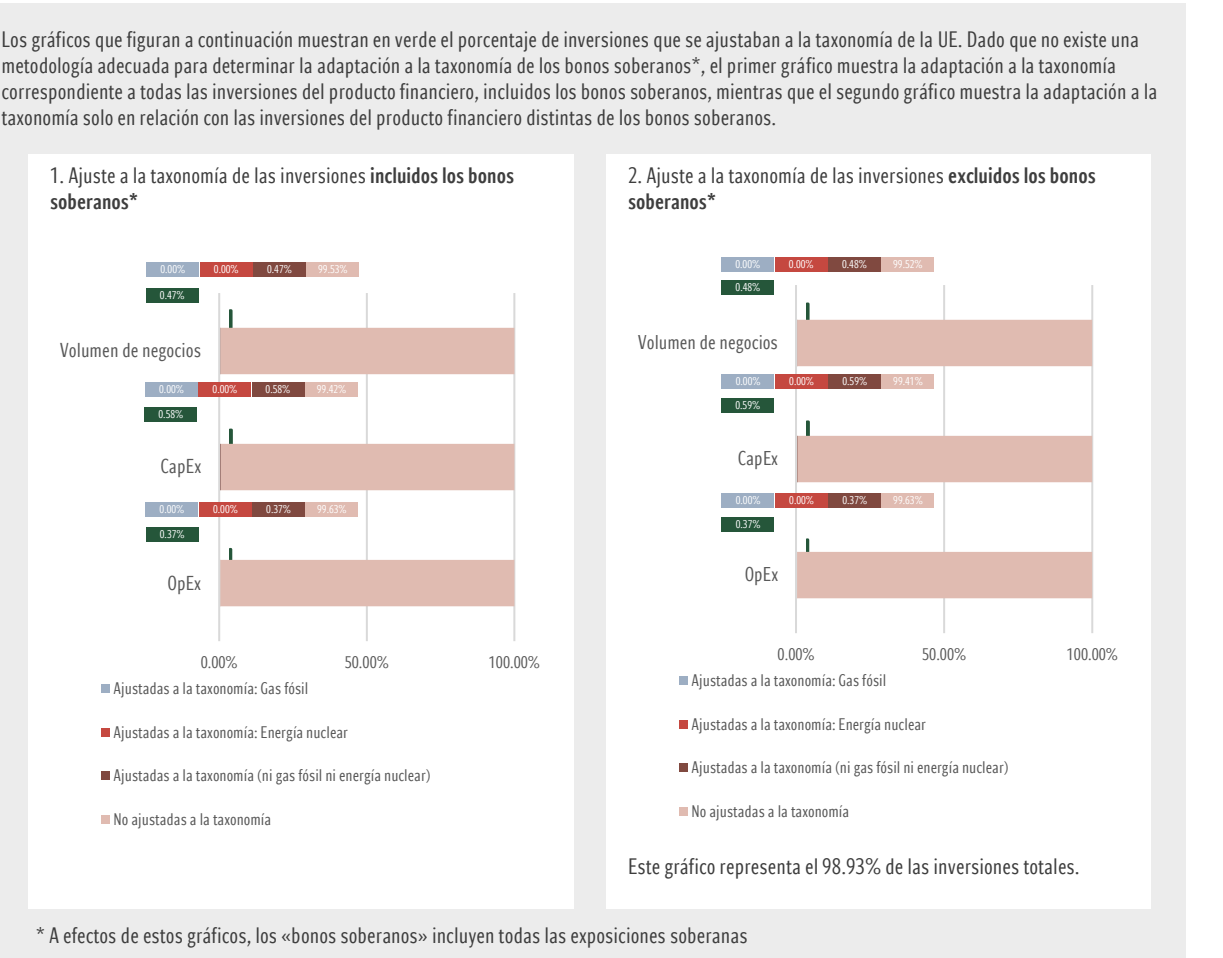 Los gráficos que figuran a continuación muestran en verde el porcentaje de inversiones que se ajustaban a la taxonomía de la UE. Dado que no existe una
metodología adecuada para determinar la adaptación a la taxonomía de los bonos soberanos*, el primer gráfico muestra la adaptación a la taxonomía
correspondiente a todas las inversiones del producto financiero, incluidos los bonos soberanos, mientras que el segundo gráfico muestra la adaptación a la
taxonomía solo en relación con las inversiones del producto financiero distintas de los bonos soberanos.
1. Ajuste a la taxonomía de las inversiones incluidos los bonos
soberanos*
0.00% 0.00% 0.47% 99.53%
0.47%
Volumen de negocios
0.00% 0.00% 0.58% 99.42%
0.58%
CapEx
0.00% 0.00% 0.37% 99.63%
0.37%
OpEx
0.00% 50.00% 100.00%
Ajustadas a la taxonomía: Gas fósil
Ajustadas a la taxonomía: Energía nuclear
Ajustadas a la taxonomía (ni gas fósil ni energía nuclear)
No ajustadas a la taxonomía
2. Ajuste a la taxonomía de las inversiones excluidos los bonos
soberanos*
0.00% 0.00% 0.48% 99.52%
0.48%
Volumen de negocios
0.00% 0.00% 0.59% 99.41%
0.59%
CapEx
0.00% 0.00% 0.37% 99.63%
0.37%
OpEx
0.00% 50.00% 100.00%
Ajustadas a la taxonomía: Gas fósil
Ajustadas a la taxonomía: Energía nuclear
Ajustadas a la taxonomía (ni gas fósil ni energía nuclear)
No ajustadas a la taxonomía
Este gráfico representa el 98.93% de las inversiones totales.
* A efectos de estos gráficos, los «bonos soberanos» incluyen todas las exposiciones soberanas